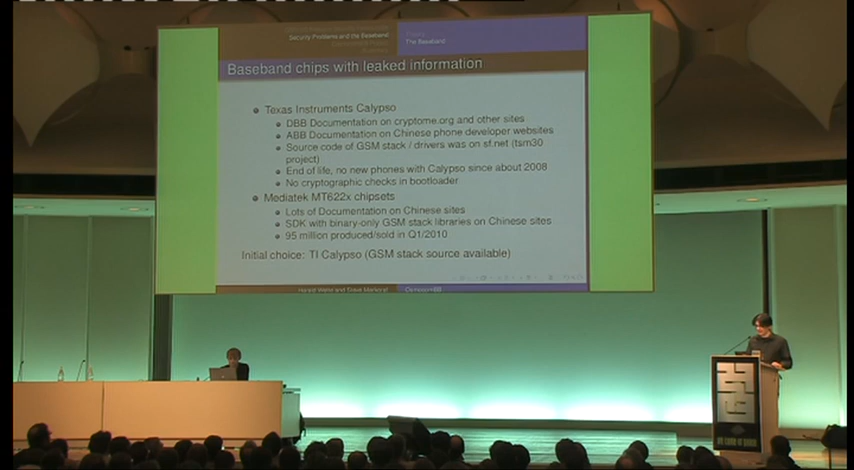 Security Problems and the Baseband
The Baseband
Baseband chips with leaked information
Texas Instruments Calypso
DBB Documentation on cryptome.org and other sites
ABB Documentation on Chinese phone developer websites
Source code of GSM stack / drivers was on sf.net (tsm30
project)
End of life, no new phones with Calypso since about 2008
No cryptographic checks in bootloader
Mediatek MT622x chipsets
Lots of Documentation on Chinese sites
SDK with binary-only GSM stack libraries on Chinese sites
95 million produced/sold in Q1/2010
Initial choice: TI Calypso (GSM stack source available)
Harald Welte and
OsmocomBB